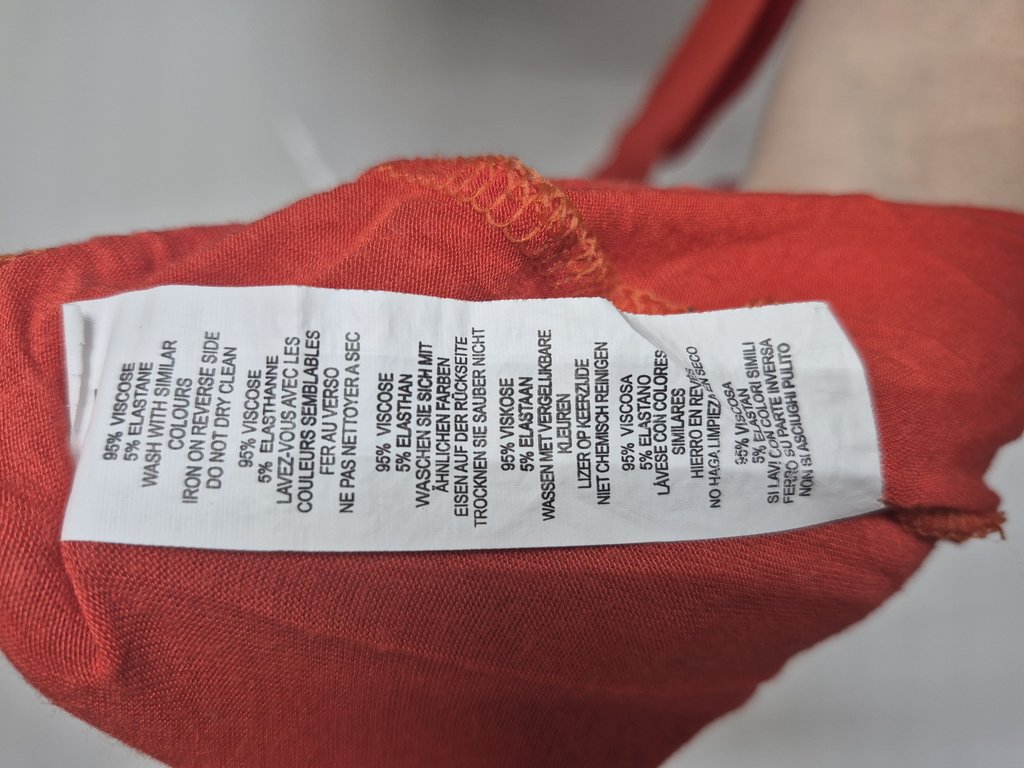 95% VISCOSE
5% ELASTANE
WASH WITH SIMILAR
COLOURS
IRON ON REVERSE SIDE
DO NOT DRY CLEAN
95% VISCOSE
5% ELASTHANNE
LAVEZ-VOUS AVEC LES
COULEURS SEMBLABLES
FER AU VERSO
NE PAS NETTOYER A SEC
95% VISCOSE
5% ELASTHAN
WASCHEN SIE SICH MIT
ÄHNLICHEN FARBEN
EISEN AUF DER RÜCKSEITE
TROCKNEN SIE SAUBER NICHT
95% VISKOSE
5% ELASTAAN
WASSEN MET VERGELIJKBARE
KLEUREN
IJZER OP KEERZIJDE
NIET CHEMISCH REINIGEN
95% VISCOSA
5% ELASTANO
LÁVESE CON COLORES
SIMILARES
HIERRO EN REVÉS
NO HAGA LIMPIEZA EN SECO
95% VISCOSA
5% ELASTAN
SI LAVI CON COLORI SIMILI
FERRO SU PARTE INVERSA
NON SI ASCIUGHI PULITO